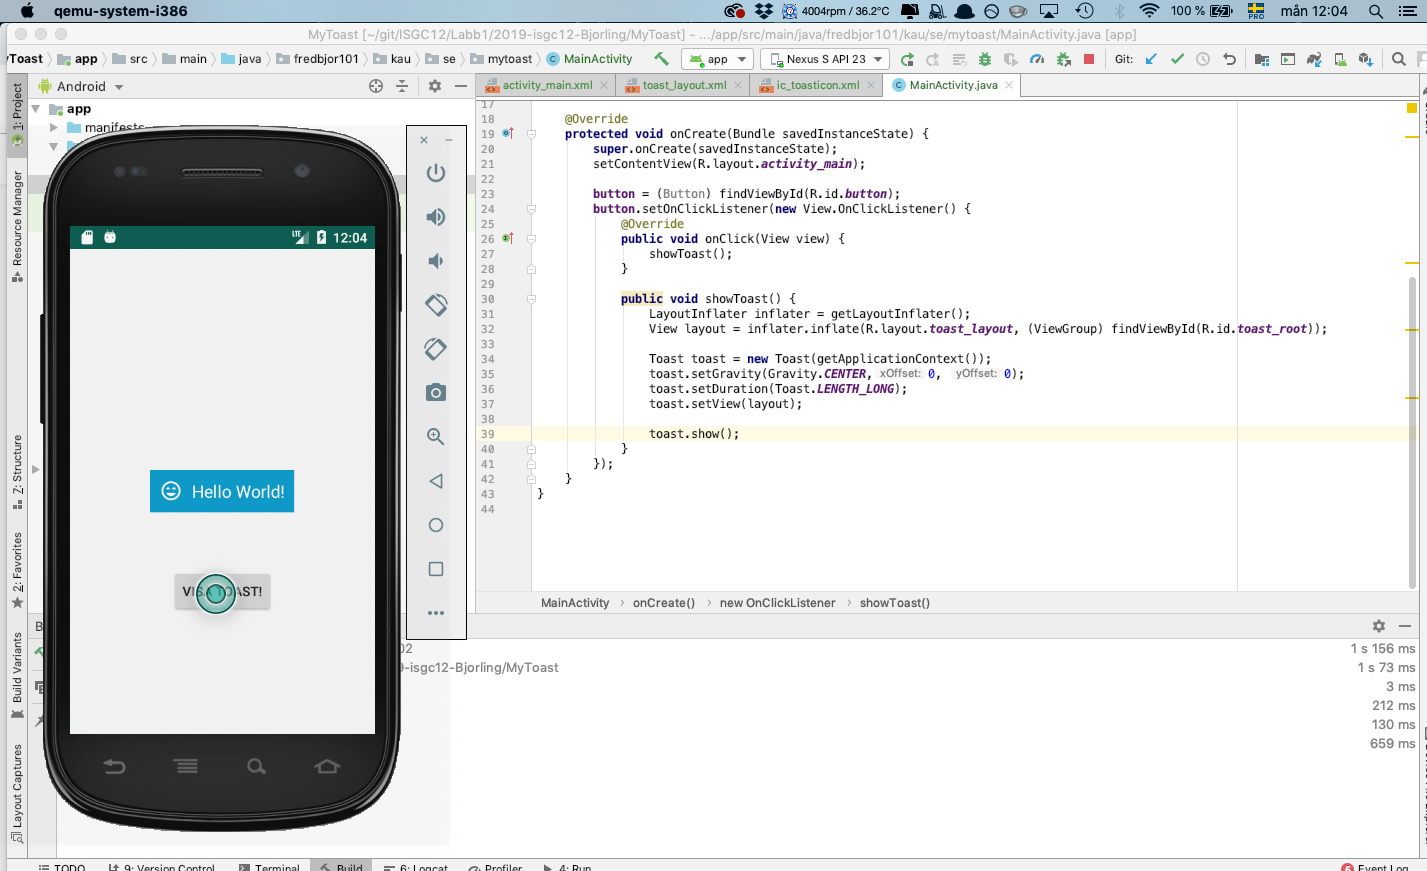 qemu-system-i386
4004rpm / 36.2°C
100 %
PRO
mån 12:04
MyToast [~/git/ISGC12/Labb1/2019-isgc12-Bjorling/MyToast] - .../app/src/main/java/fredbjor101/kau/se/mytoast/MainActivity.java [app]
yToast
app
src
main
java
fredbjor101
kau
se
mytoast
MainActivity
app
Nexus S API 23
Git:
1: Project
Resource Manager
Z: Structure
2: Favorites
Build Variants
Layout Captures
Android
app
manifests
activity_main.xml
toast_layout.xml
ic_toasticon.xml
MainActivity.java
17
18 @Override
19 protected void onCreate(Bundle savedInstanceState) {
20 super.onCreate(savedInstanceState);
21 setContentView(R.layout.activity_main);
22
23 button = (Button) findViewById(R.id.button);
24 button.setOnClickListener(new View.OnClickListener() {
25 @Override
26 public void onClick(View view) {
27 showToast();
28 }
29
30 public void showToast() {
31 LayoutInflater inflater = getLayoutInflater();
32 View layout = inflater.inflate(R.layout.toast_layout, (ViewGroup) findViewById(R.id.toast_root));
33
34 Toast toast = new Toast(getApplicationContext());
35 toast.setGravity(Gravity.CENTER, xOffset: 0, yOffset: 0);
36 toast.setDuration(Toast.LENGTH_LONG);
37 toast.setView(layout);
38
39 toast.show();
40 }
41 });
42 }
43 }
44
MainActivity › onCreate() › new OnClickListener › showToast()
LTE
12:04
Hello World!
VISA TOAST!
B
02
9-isgc12-Bjorling/MyToast
1 s 156 ms
1 s 73 ms
3 ms
212 ms
130 ms
659 ms
TODO
9: Version Control
Terminal
Build
6: Logcat
Profiler
4: Run
6 Event Log